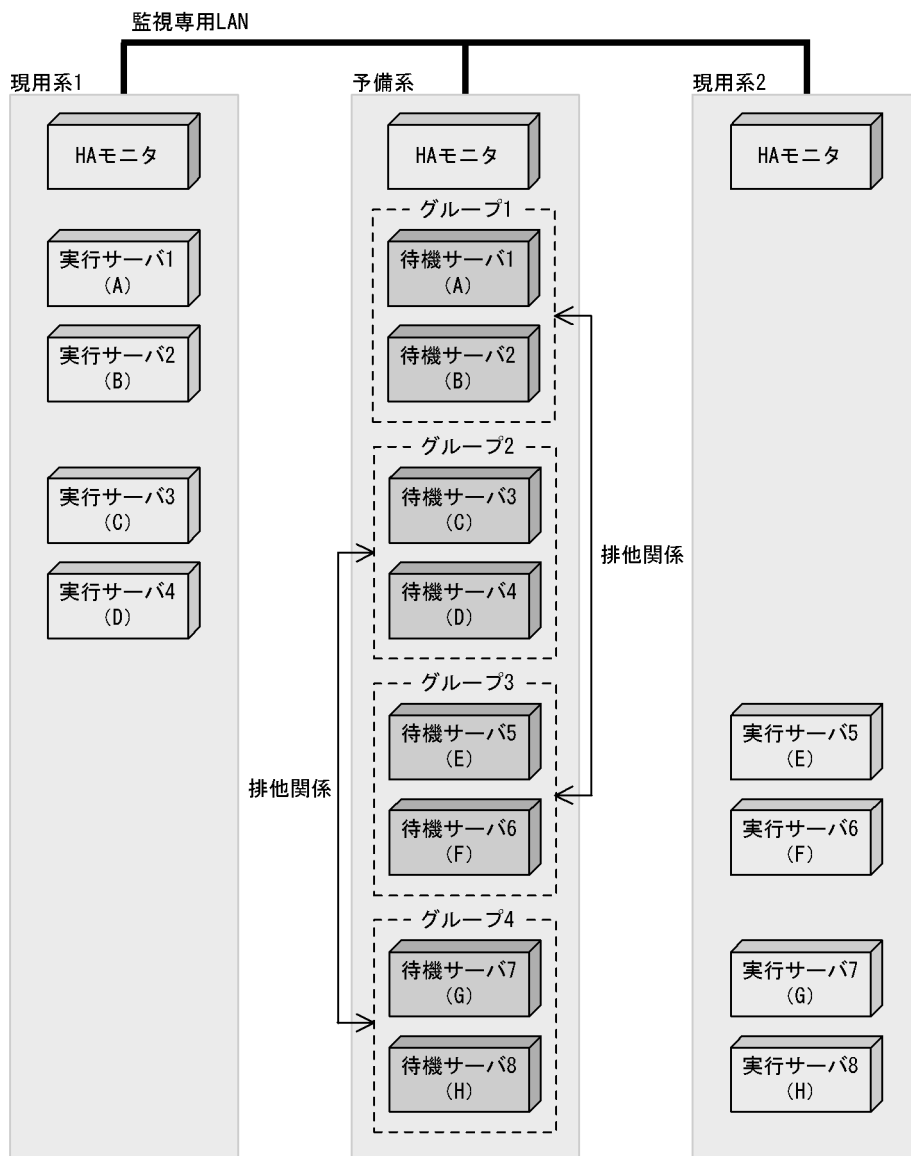 監視専用LAN
現用系1
予備系
現用系2
HAモニタ
HAモニタ
HAモニタ
グループ1
実行サーバ1
(A)
待機サーバ1
(A)
実行サーバ2
(B)
待機サーバ2
(B)
グループ2
実行サーバ3
(C)
待機サーバ3
(C)
排他関係
実行サーバ4
(D)
待機サーバ4
(D)
グループ3
待機サーバ5
(E)
実行サーバ5
(E)
排他関係
待機サーバ6
(F)
実行サーバ6
(F)
グループ4
待機サーバ7
(G)
実行サーバ7
(G)
待機サーバ8
(H)
実行サーバ8
(H)